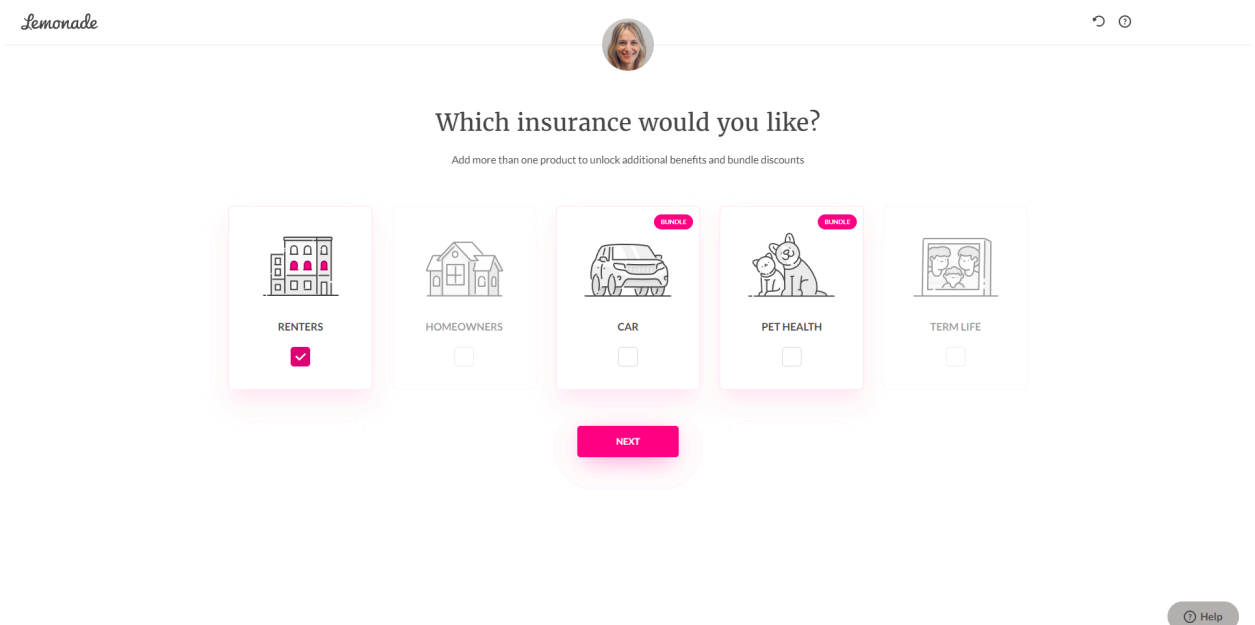 Lemonade
Which insurance would you like?
Add more than one product to unlock additional benefits and bundle discounts
BUNDLE
BUNDLE
RENTERS
HOMEOWNERS
CAR
PET HEALTH
TERM LIFE
NEXT
Help